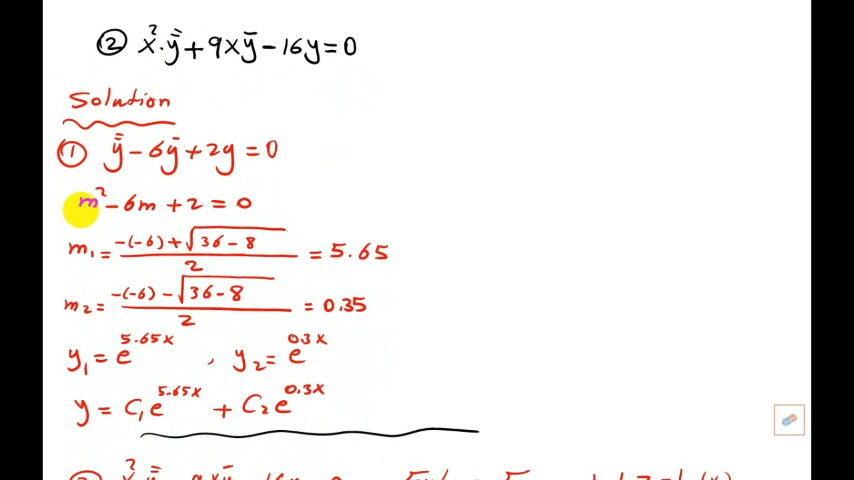 ② x²·y̿ + 9xy̅ - 16y = 0
Solution
① y̿ - 6y̅ + 2y = 0
m² - 6m + 2 = 0
m₁ = (-(-6) + √(36 - 8)) / 2 = 5.65
m₂ = (-(-6) - √(36 - 8)) / 2 = 0.35
y₁ = e^5.65x , y₂ = e^0.3x
y = C₁e^5.65x + C₂e^0.3x